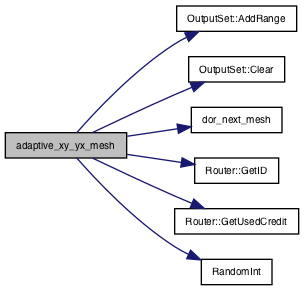 OutputSet::AddRange
OutputSet::Clear
dor_next_mesh
adaptive_xy_yx_mesh
Router::GetID
Router::GetUsedCredit
RandomInt